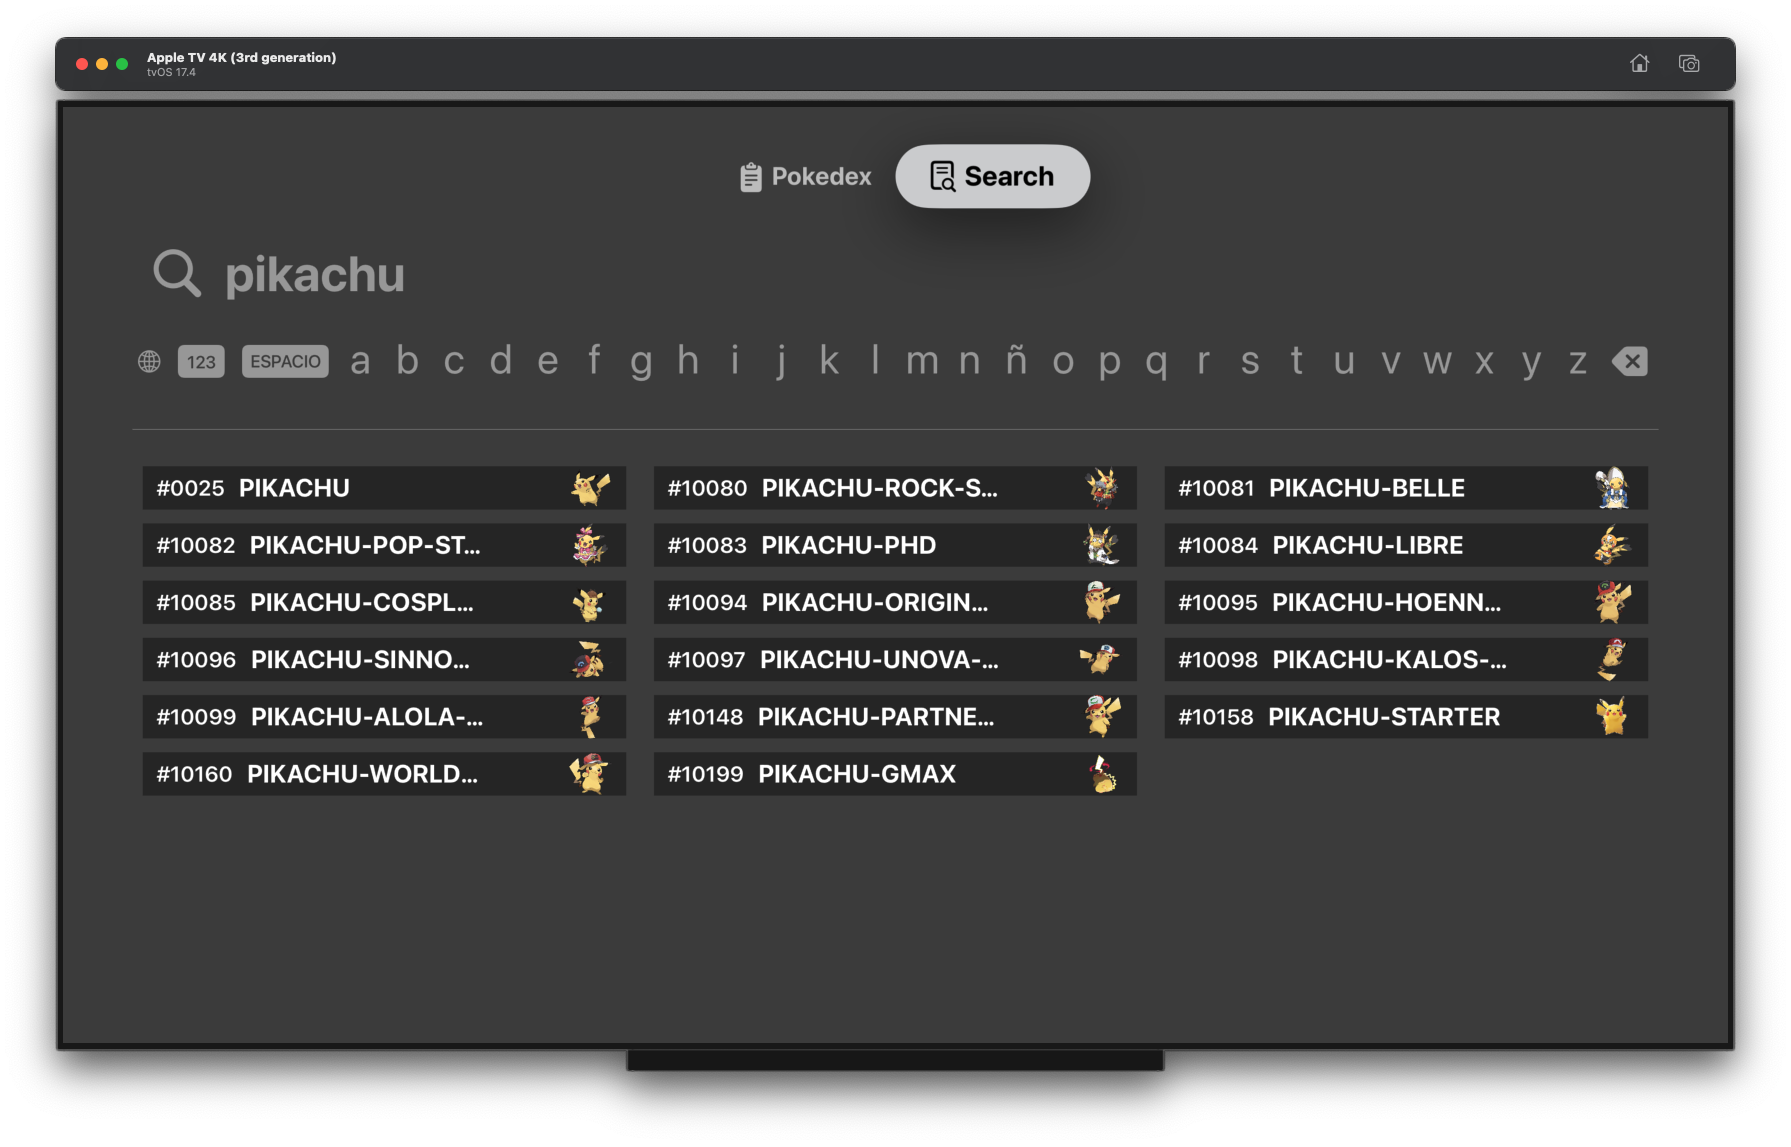 Apple TV 4K (3rd generation)
tvOS 17.4
Pokedex Search
pikachu
123 ESPACIO a b c d e f g h i j k l m n ñ o p q r s t u v w x y z
#0025 PIKACHU #10080 PIKACHU-ROCK-S... #10081 PIKACHU-BELLE
#10082 PIKACHU-POP-ST... #10083 PIKACHU-PHD #10084 PIKACHU-LIBRE
#10085 PIKACHU-COSPL... #10094 PIKACHU-ORIGIN... #10095 PIKACHU-HOENN...
#10096 PIKACHU-SINNO... #10097 PIKACHU-UNOVA-... #10098 PIKACHU-KALOS-...
#10099 PIKACHU-ALOLA-... #10148 PIKACHU-PARTNE... #10158 PIKACHU-STARTER
#10160 PIKACHU-WORLD... #10199 PIKACHU-GMAX